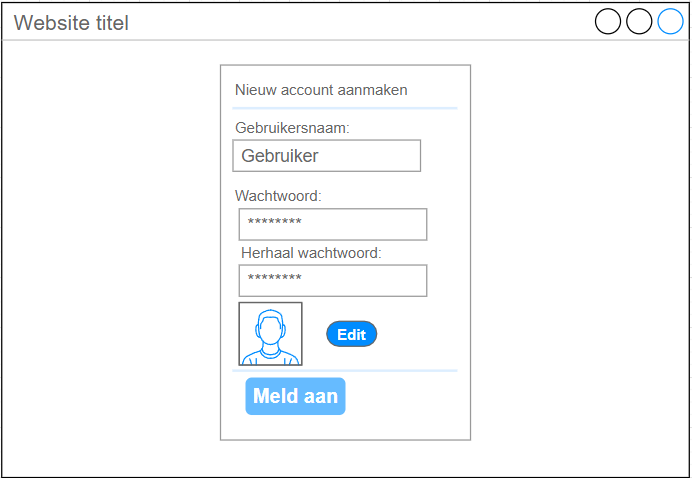 Website titel
Nieuw account aanmaken
Gebruikersnaam:
Gebruiker
Wachtwoord:
********
Herhaal wachtwoord:
********
Edit
Meld aan